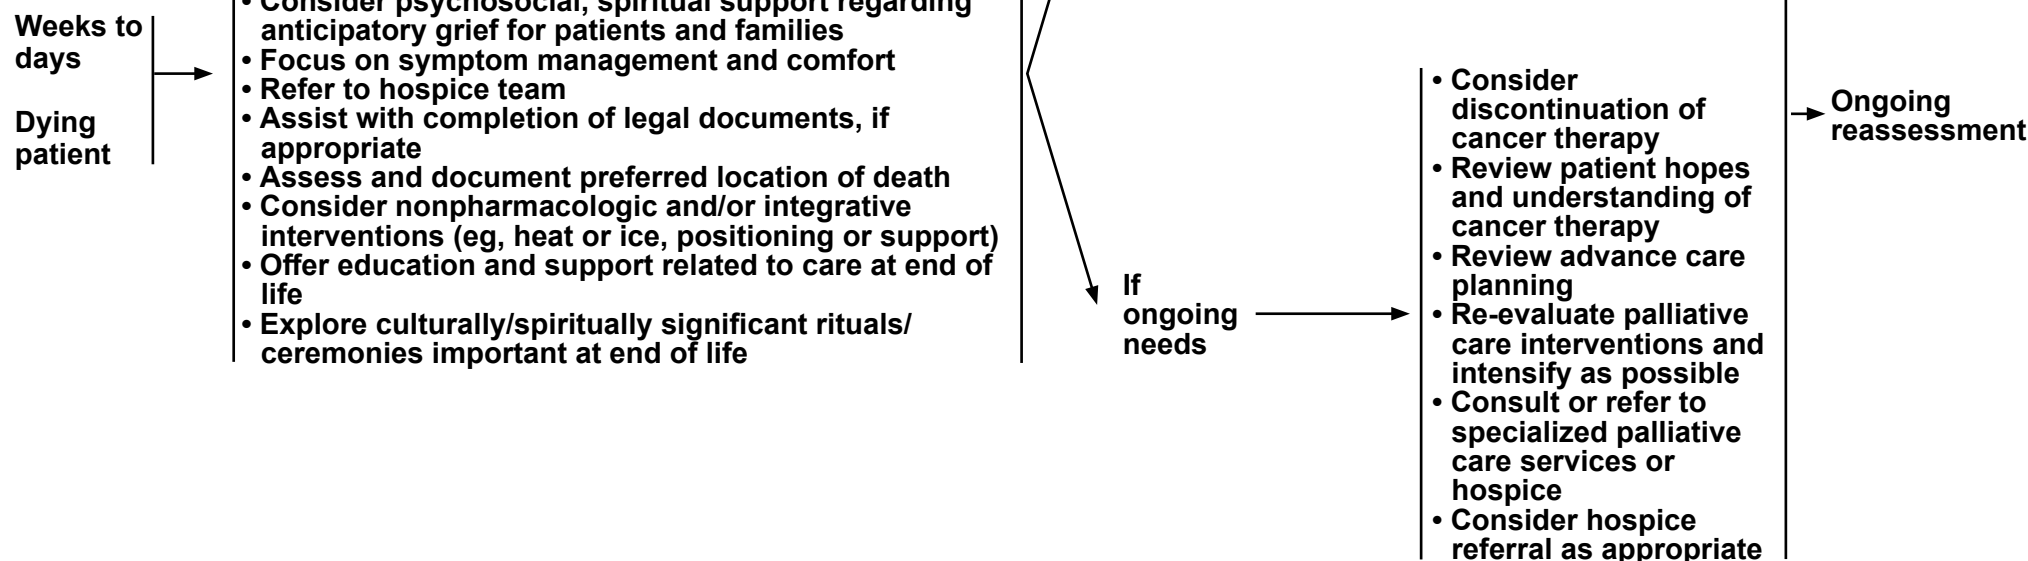 Weeks to
days
Dying
patient
• Consider psychosocial, spiritual support regarding
anticipatory grief for patients and families
• Focus on symptom management and comfort
• Refer to hospice team
• Assist with completion of legal documents, if
appropriate
• Assess and document preferred location of death
• Consider nonpharmacologic and/or integrative
interventions (eg, heat or ice, positioning or support)
• Offer education and support related to care at end of
life
• Explore culturally/spiritually significant rituals/
ceremonies important at end of life
If
ongoing
needs
• Consider
discontinuation of
cancer therapy
• Review patient hopes
and understanding of
cancer therapy
• Review advance care
planning
• Re-evaluate palliative
care interventions and
intensify as possible
• Consult or refer to
specialized palliative
care services or
hospice
• Consider hospice
referral as appropriate
Ongoing
reassessment